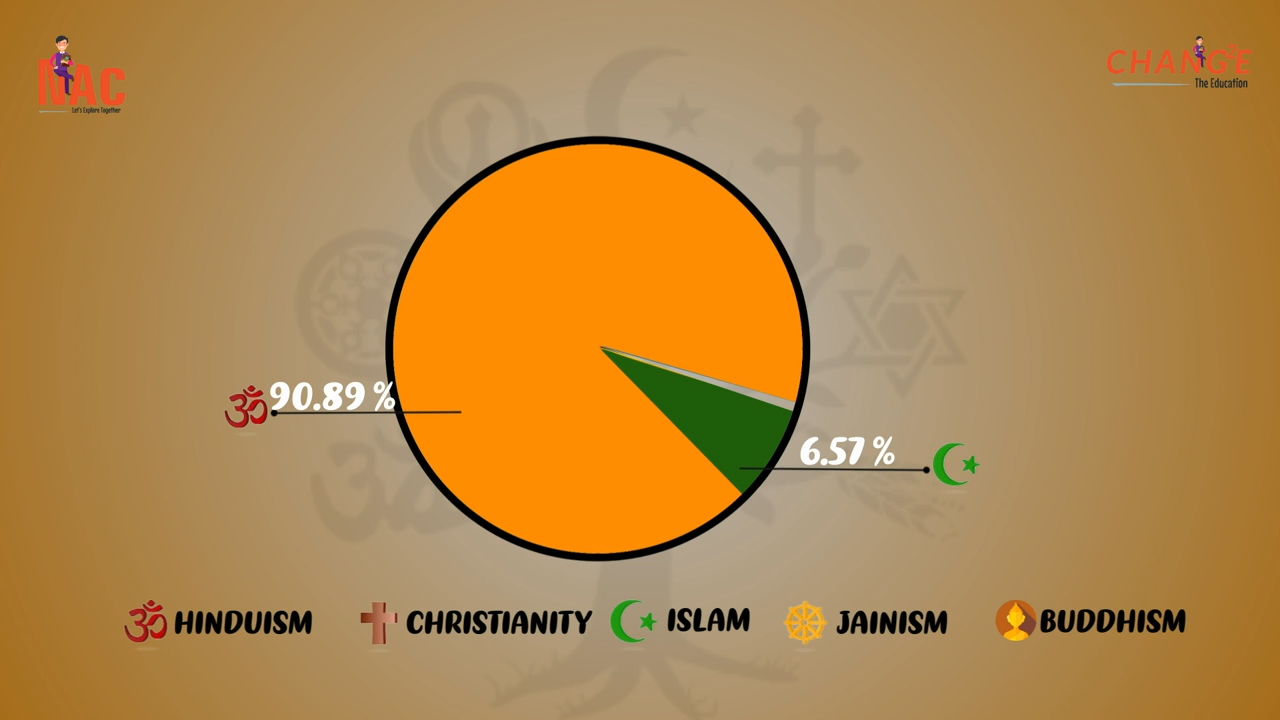 NAC
Let's Explore Together
CHANGE
The Education
90.89 %
6.57 %
HINDUISM
CHRISTIANITY
ISLAM
JAINISM
BUDDHISM